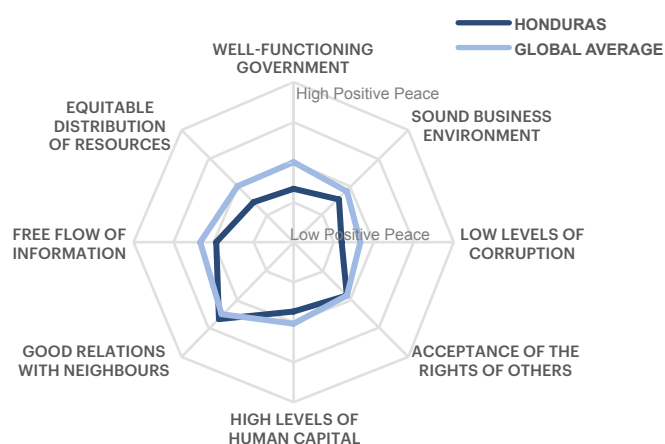 HONDURAS
GLOBAL AVERAGE
WELL-FUNCTIONING
GOVERNMENT
High Positive Peace
EQUITABLE
DISTRIBUTION
OF RESOURCES
SOUND BUSINESS
ENVIRONMENT
FREE FLOW OF
INFORMATION
Low Positive Peace
LOW LEVELS OF
CORRUPTION
GOOD RELATIONS
WITH NEIGHBOURS
ACCEPTANCE OF THE
RIGHTS OF OTHERS
HIGH LEVELS OF
HUMAN CAPITAL